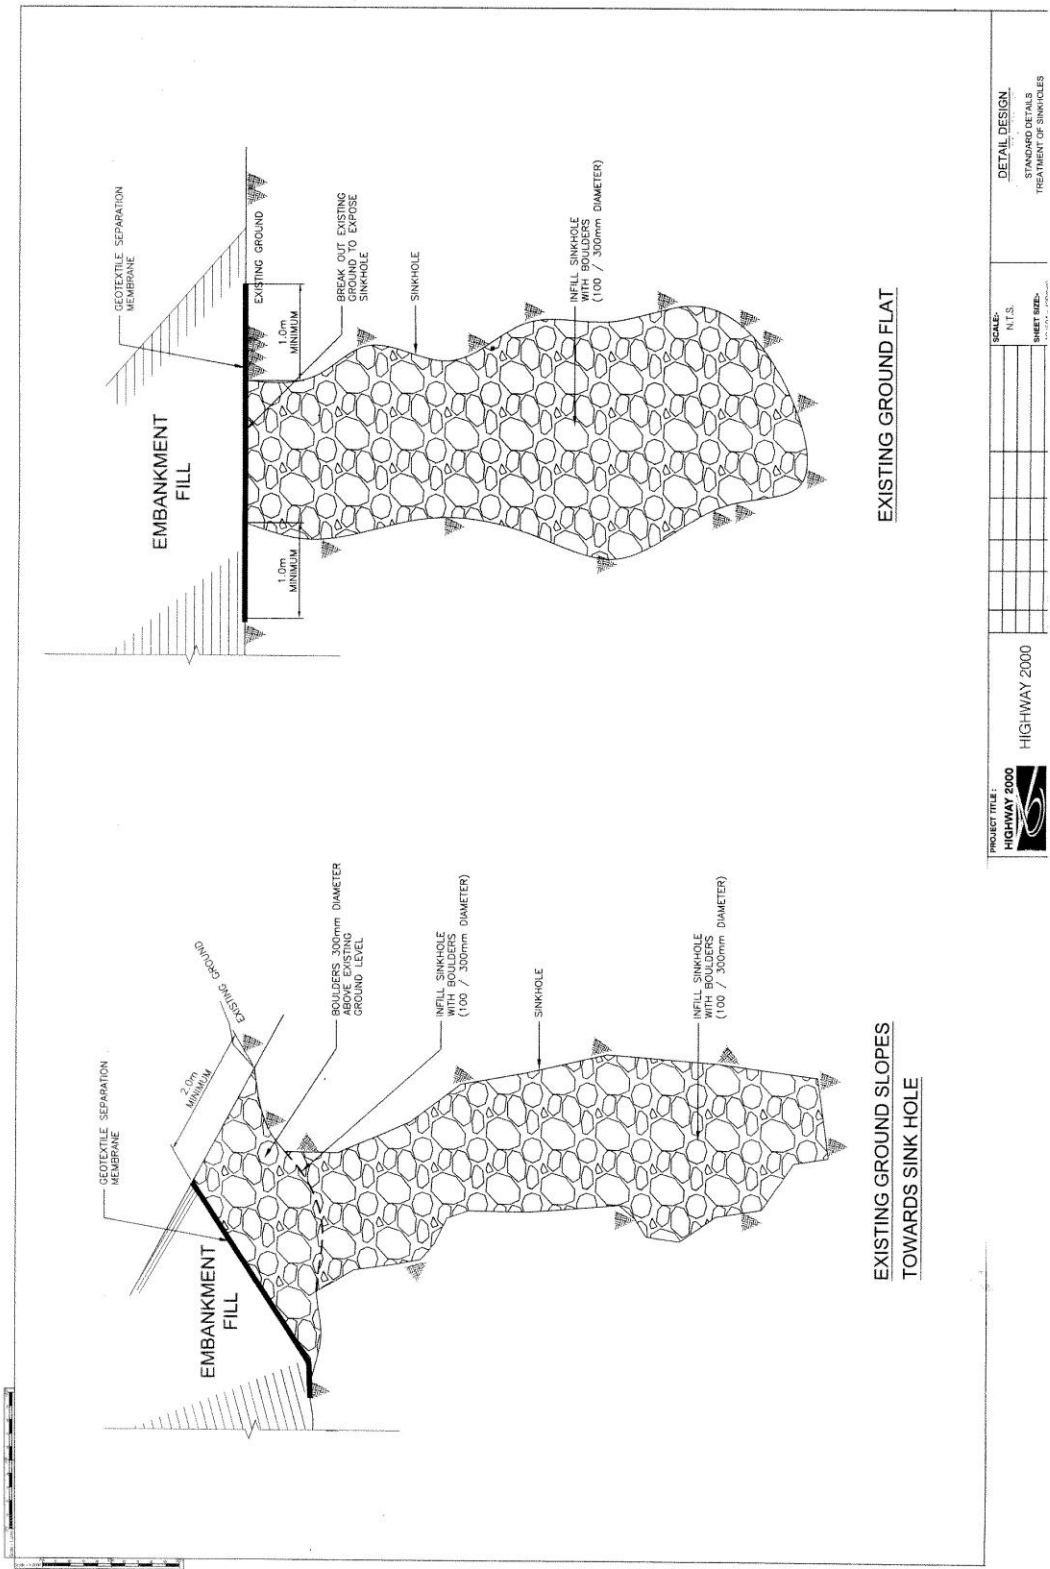 GEOTEXTILE SEPARATION
MEMBRANE
EMBANKMENT
FILL
2.0m
MINIMUM
EXISTING GROUND
BOULDERS 300mm DIAMETER
ABOVE EXISTING
GROUND LEVEL
INFILL SINKHOLE
WITH BOULDERS
(100 / 300mm DIAMETER)
SINKHOLE
INFILL SINKHOLE
WITH BOULDERS
(100 / 300mm DIAMETER)
EXISTING GROUND SLOPES
TOWARDS SINK HOLE
GEOTEXTILE SEPARATION
MEMBRANE
EMBANKMENT
FILL
EXISTING GROUND
1.0m
MINIMUM
1.0m
MINIMUM
BREAK OUT EXISTING
GROUND TO EXPOSE
SINKHOLE
SINKHOLE
INFILL SINKHOLE
WITH BOULDERS
(100 / 300mm DIAMETER)
EXISTING GROUND FLAT
PROJECT TITLE :
HIGHWAY 2000
HIGHWAY 2000
SCALE:-
N.T.S.
SHEET SIZE:-
DETAIL DESIGN
STANDARD DETAILS
TREATMENT OF SINKHOLES